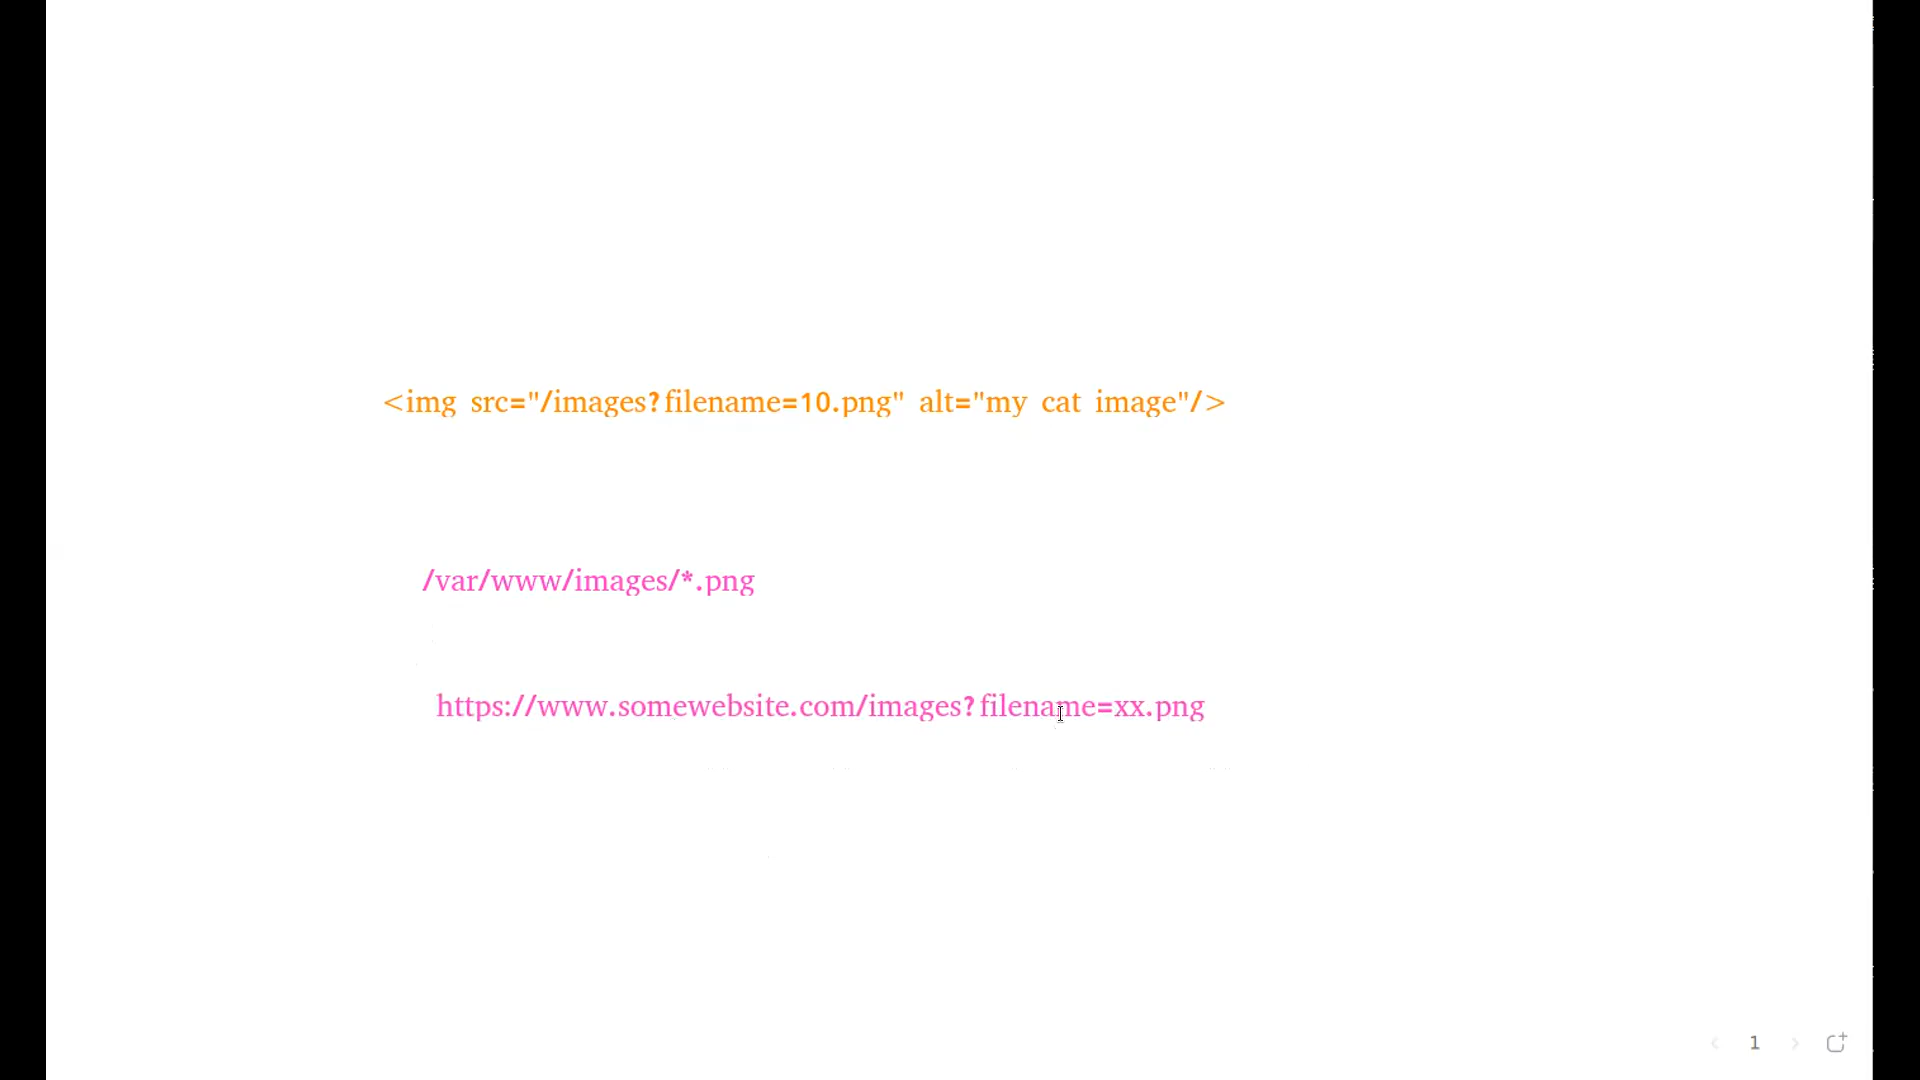 <img src="/images?filename=10.png" alt="my cat image"/>
/var/www/images/*.png
https://www.somewebsite.com/images?filename=xx.png
1